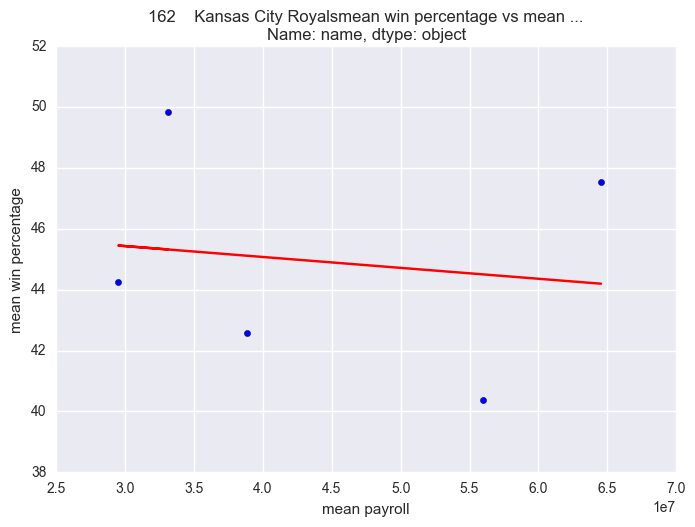 162    Kansas City Royalsmean win percentage vs mean ...
Name: name, dtype: object
52
50
48
46
44
42
40
38
mean win percentage
2.5 3.0 3.5 4.0 4.5 5.0 5.5 6.0 6.5 7.0
1e7
mean payroll